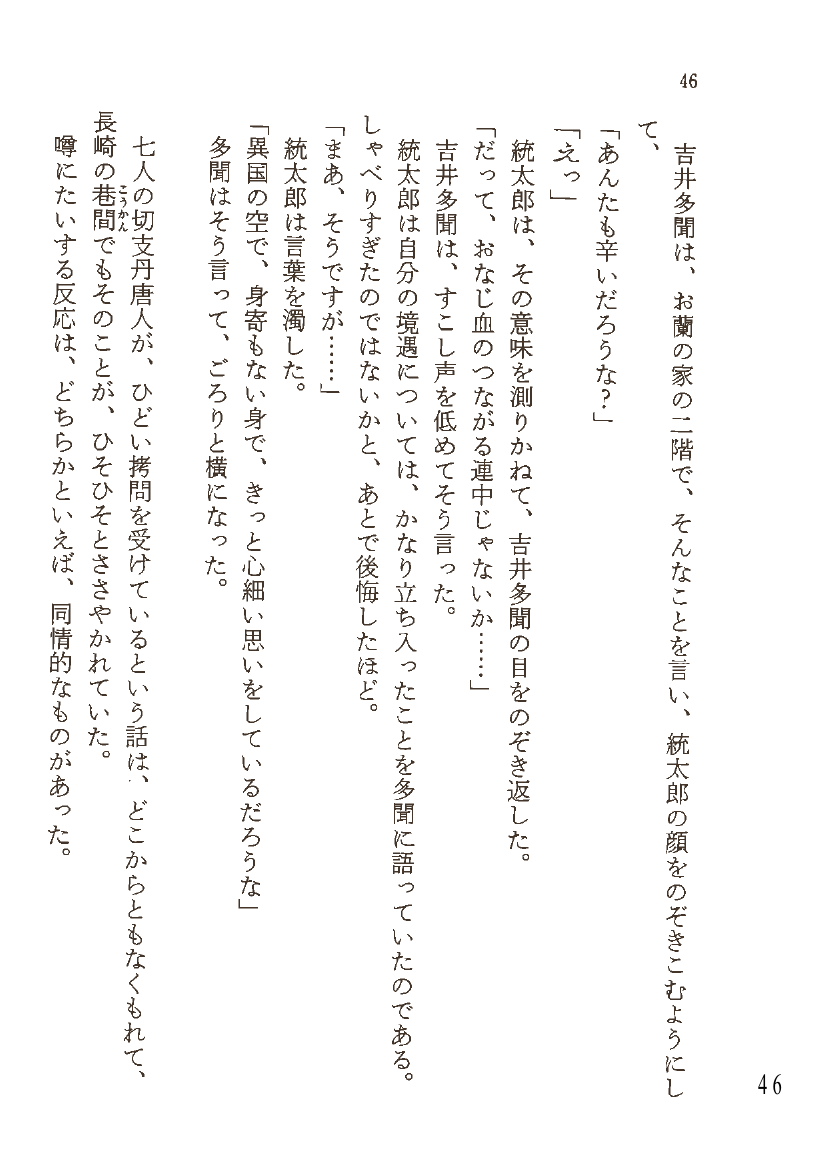 46
吉井多聞は、お蘭の家の二階で、そんなことを言い、統太郎の顔をのぞきこむようにし
て、
「あんたも辛いだろうな?」
「えっ」
統太郎は、その意味を測りかねて、吉井多聞の目をのぞき返した。
「だって、おなじ血のつながる連中じゃないか……」
吉井多聞は、すこし声を低めてそう言った。
統太郎は自分の境遇については、かなり立ち入ったことを多聞に語っていたのである。
しゃべりすぎたのではないかと、あとで後悔したほど。
「まあ、そうですが……」
統太郎は言葉を濁した。
「異国の空で、身寄もない身で、きっと心細い思いをしているだろうな」
多聞はそう言って、ごろりと横になった。
七人の切支丹唐人が、ひどい拷問を受けているという話は、どこからともなくもれて、
長崎の巷間こうかんでもそのことが、ひそひそとささやかれていた。
噂にたいする反応は、どちらかといえば、同情的なものがあった。
46